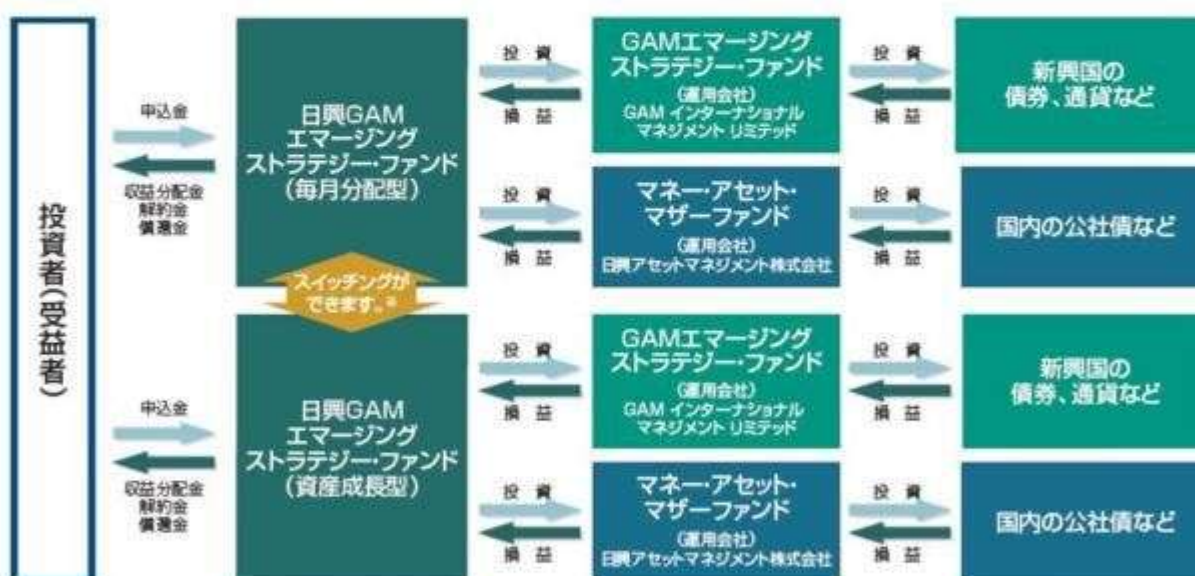 投資者(受益者)
申込金
収益分配金
解約金
償還金
日興GAM
エマージング
ストラテジー・ファンド
(毎月分配型)
投 資
損 益
GAMエマージング
ストラテジー・ファンド
(運用会社)
GAM インターナショナル
マネジメント リミテッド
投 資
損 益
新興国の
債券、通貨など
投 資
損 益
マネー・アセット・
マザーファンド
(運用会社)
日興アセットマネジメント株式会社
投 資
損 益
国内の公社債など
スイッチングが
できます。※
申込金
収益分配金
解約金
償還金
日興GAM
エマージング
ストラテジー・ファンド
(資産成長型)
投 資
損 益
GAMエマージング
ストラテジー・ファンド
(運用会社)
GAM インターナショナル
マネジメント リミテッド
投 資
損 益
新興国の
債券、通貨など
投 資
損 益
マネー・アセット・
マザーファンド
(運用会社)
日興アセットマネジメント株式会社
投 資
損 益
国内の公社債など